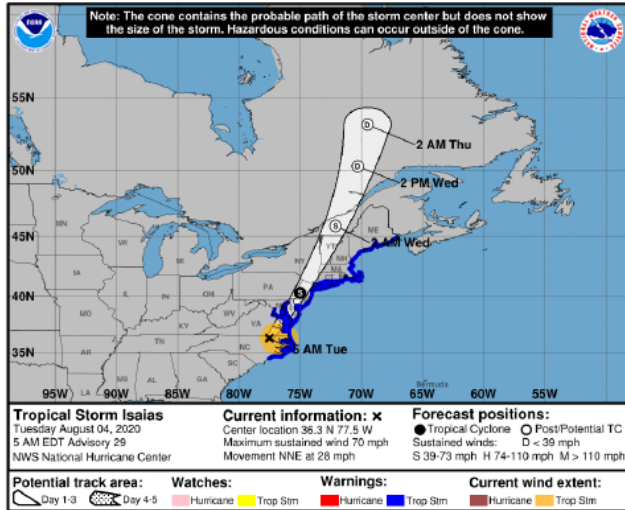 Note: The cone contains the probable path of the storm center but does not show
the size of the storm. Hazardous conditions can occur outside of the cone.
NOAA
55N
2 AM Thu
D
50N
D
2 PM Wed
MN
45N
S
2 AM Wed
ME
WI
MI
NY
NH
MA
CT
IA
40N
PA
S
IL
IN
OH
MO
KY
VA
5 AM Tue
35N
AR
TN
NC
SC
MS
AL
GA
LA
Bermuda
95W
90W
85W
80W
75W
70W
65W
60W
55W
Tropical Storm Isaias
Tuesday August 04, 2020
5 AM EDT Advisory 29
NWS National Hurricane Center
Current information: ×
Center location 36.3 N 77.5 W
Maximum sustained wind 70 mph
Movement NNE at 28 mph
Forecast positions:
● Tropical Cyclone ○ Post/Potential TC
Sustained winds: D < 39 mph
S 39-73 mph H 74-110 mph M > 110 mph
Potential track area:
Day 1-3 Day 4-5
Watches:
Hurricane Trop Stm
Warnings:
Hurricane Trop Stm
Current wind extent:
Hurricane Trop Stm